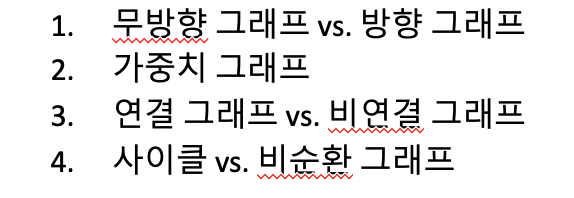 1. 무방향 그래프 vs. 방향 그래프
2. 가중치 그래프
3. 연결 그래프 vs. 비연결 그래프
4. 사이클 vs. 비순환 그래프